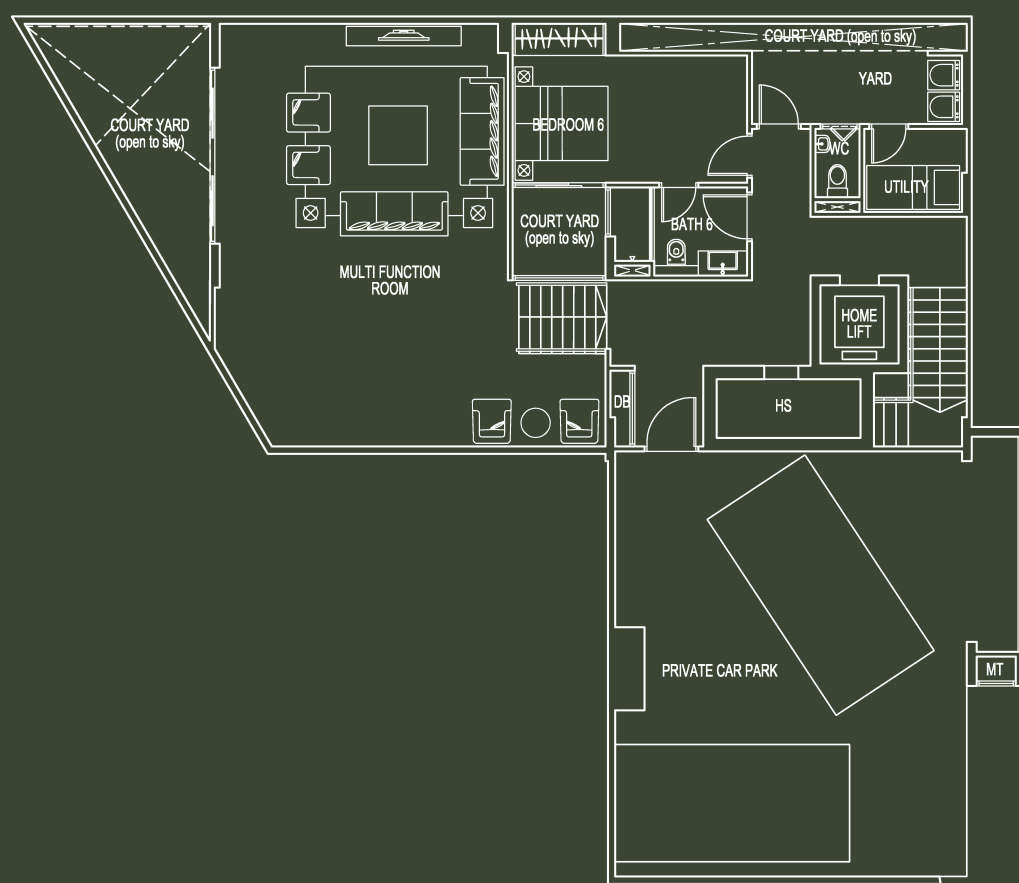 COURT YARD (open to sky)
YARD
COURT YARD
(open to sky)
BEDROOM 6
WC
UTILITY
COURT YARD
(open to sky)
BATH 6
MULTI FUNCTION
ROOM
HOME
LIFT
DB
HS
PRIVATE CAR PARK
MT